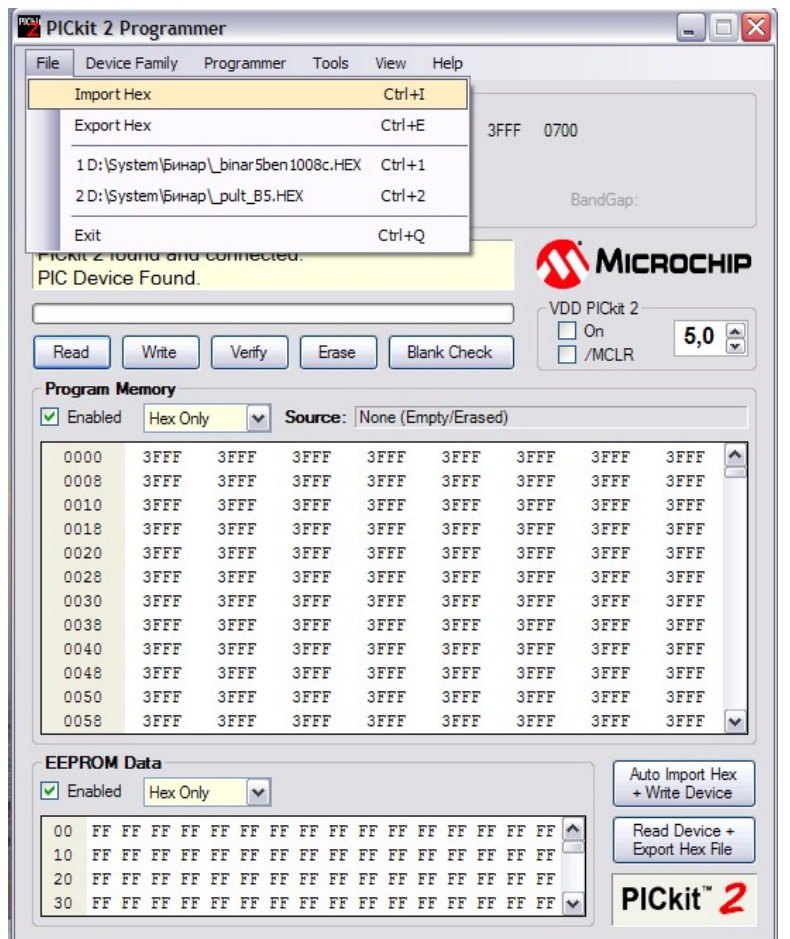 PICkit 2 Programmer
File Device Family Programmer Tools View Help
Import Hex Ctrl+I
Export Hex Ctrl+E
3FFF 0700
1 D:\System\Бинар\_binar5ben1008c.HEX Ctrl+1
2 D:\System\Бинар\_pult_B5.HEX Ctrl+2
BandGap:
Exit Ctrl+Q
PICkit 2 found and connected.
PIC Device Found.
MICROCHIP
VDD PICkit 2
On
/MCLR
5,0
Read Write Verify Erase Blank Check
Program Memory
Enabled Hex Only Source: None (Empty/Erased)
0000 3FFF 3FFF 3FFF 3FFF 3FFF 3FFF 3FFF 3FFF
0008 3FFF 3FFF 3FFF 3FFF 3FFF 3FFF 3FFF 3FFF
0010 3FFF 3FFF 3FFF 3FFF 3FFF 3FFF 3FFF 3FFF
0018 3FFF 3FFF 3FFF 3FFF 3FFF 3FFF 3FFF 3FFF
0020 3FFF 3FFF 3FFF 3FFF 3FFF 3FFF 3FFF 3FFF
0028 3FFF 3FFF 3FFF 3FFF 3FFF 3FFF 3FFF 3FFF
0030 3FFF 3FFF 3FFF 3FFF 3FFF 3FFF 3FFF 3FFF
0038 3FFF 3FFF 3FFF 3FFF 3FFF 3FFF 3FFF 3FFF
0040 3FFF 3FFF 3FFF 3FFF 3FFF 3FFF 3FFF 3FFF
0048 3FFF 3FFF 3FFF 3FFF 3FFF 3FFF 3FFF 3FFF
0050 3FFF 3FFF 3FFF 3FFF 3FFF 3FFF 3FFF 3FFF
0058 3FFF 3FFF 3FFF 3FFF 3FFF 3FFF 3FFF 3FFF
EEPROM Data
Enabled Hex Only
00 FF FF FF FF FF FF FF FF FF FF FF FF FF FF FF FF
10 FF FF FF FF FF FF FF FF FF FF FF FF FF FF FF FF
20 FF FF FF FF FF FF FF FF FF FF FF FF FF FF FF FF
30 FF FF FF FF FF FF FF FF FF FF FF FF FF FF FF FF
Auto Import Hex
+ Write Device
Read Device +
Export Hex File
PICkit™ 2